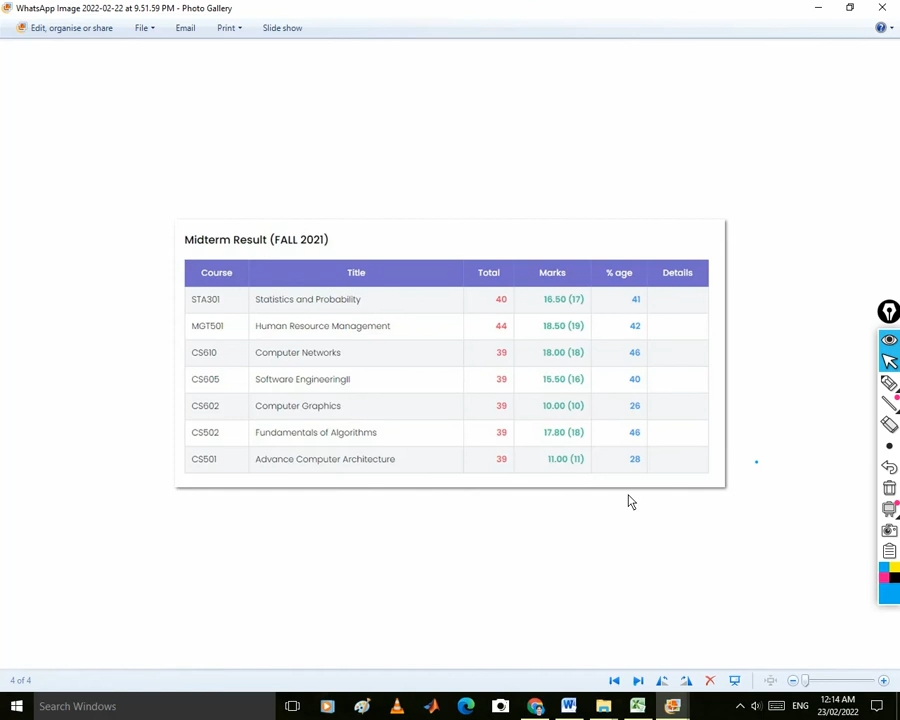 WhatsApp Image 2022-02-22 at 9.51.59 PM - Photo Gallery
Edit, organise or share File Email Print Slide show
Midterm Result (FALL 2021)
Course Title Total Marks % age Details
STA301 Statistics and Probability 40 16.50 (17) 41
MGT501 Human Resource Management 44 18.50 (19) 42
CS610 Computer Networks 39 18.00 (18) 46
CS605 Software EngineeringII 39 15.50 (16) 40
CS602 Computer Graphics 39 10.00 (10) 26
CS502 Fundamentals of Algorithms 39 17.80 (18) 46
CS501 Advance Computer Architecture 39 11.00 (11) 28
4 of 4
Search Windows
ENG
12:14 AM
23/02/2022